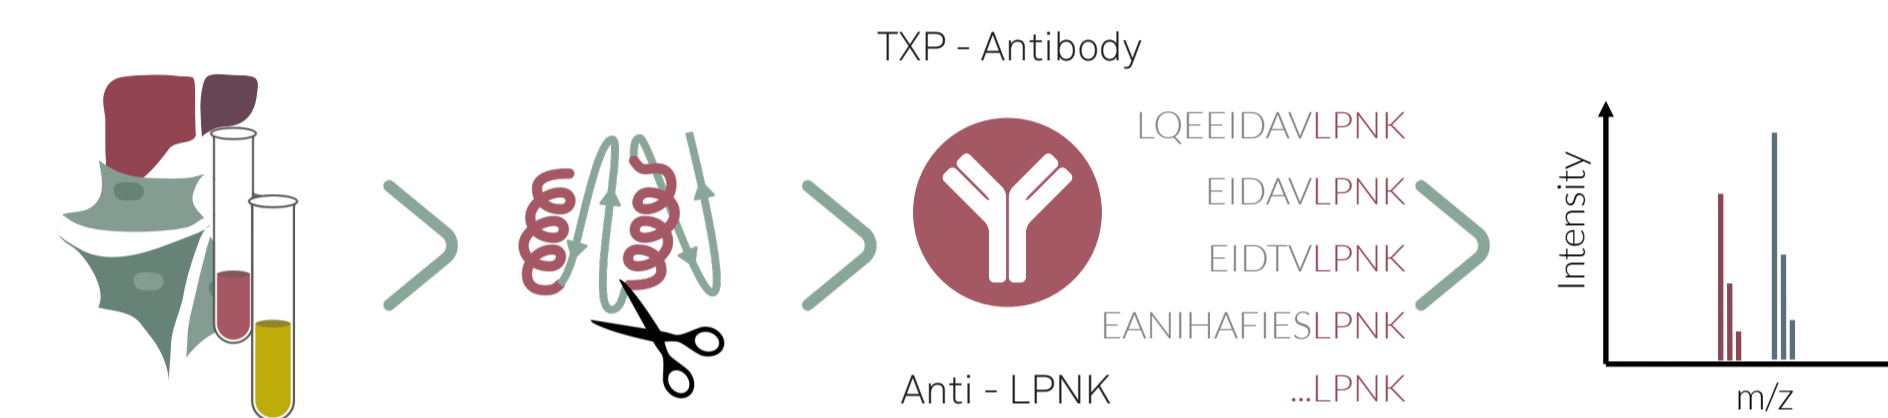 TXP - Antibody
LQEEIDAVLPNK
EIDAVLPNK
EIDTVLPNK
EANIHAFIESLPNK
...LPNK
Anti - LPNK
Intensity
m/z